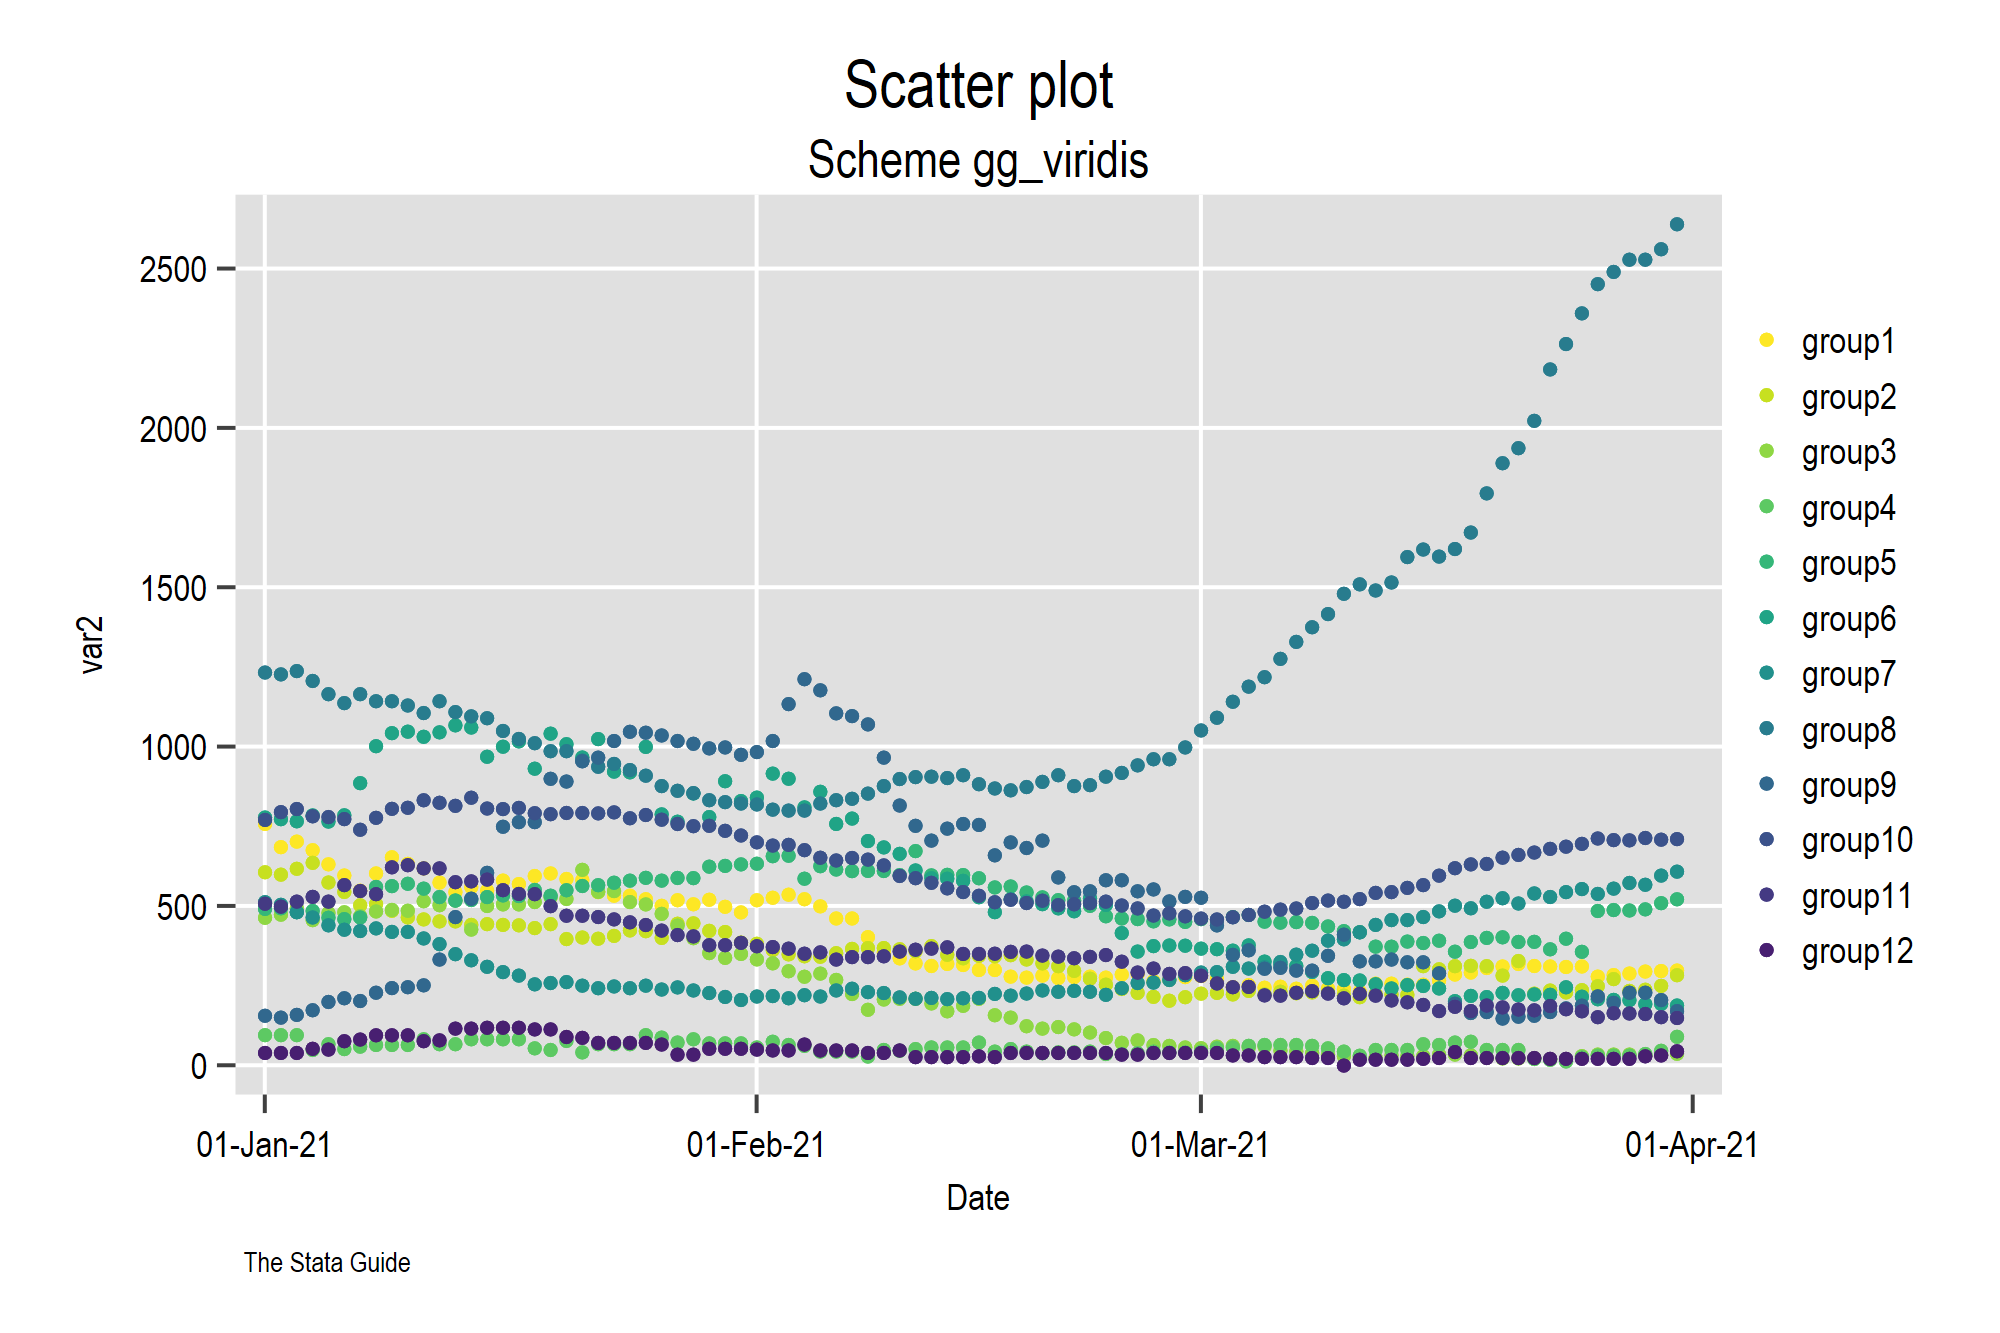 Scatter plot
Scheme gg_viridis
2500
2000
1500
1000
500
0
var2
01-Jan-21
01-Feb-21
01-Mar-21
01-Apr-21
Date
group1
group2
group3
group4
group5
group6
group7
group8
group9
group10
group11
group12
The Stata Guide